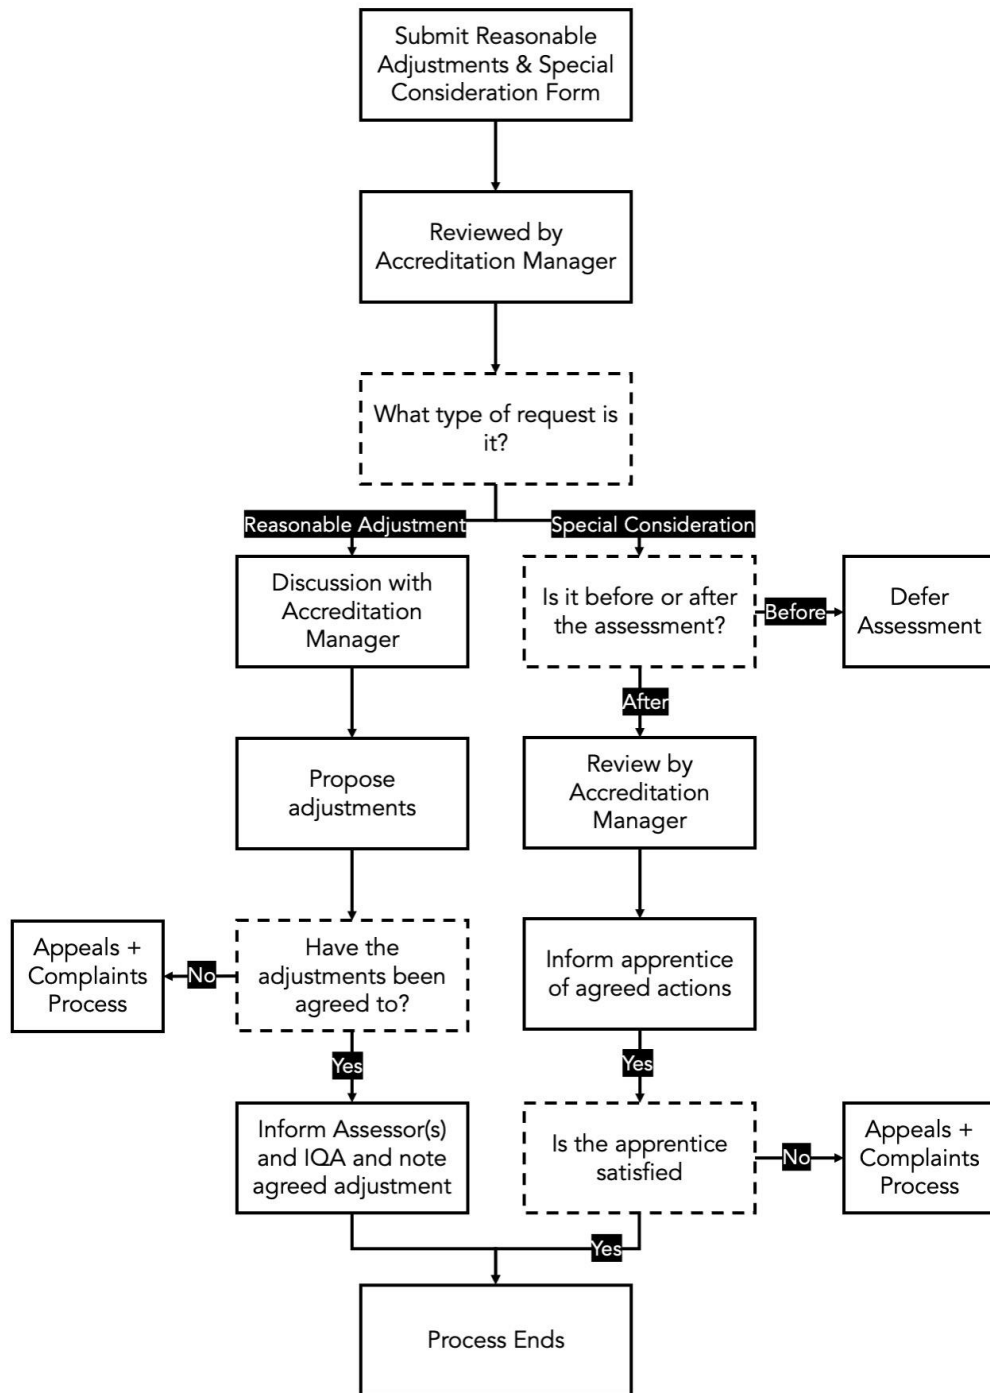 Submit Reasonable
Adjustments & Special
Consideration Form
Reviewed by
Accreditation Manager
What type of request is
it?
Reasonable Adjustment
Special Consideration
Discussion with
Accreditation
Manager
Is it before or after
the assessment?
Before
Defer
Assessment
After
Propose
adjustments
Review by
Accreditation
Manager
Appeals +
Complaints
Process
No
Have the
adjustments been
agreed to?
Inform apprentice
of agreed actions
Yes
Yes
Inform Assessor(s)
and IQA and note
agreed adjustment
Is the apprentice
satisfied
No
Appeals +
Complaints
Process
Yes
Process Ends